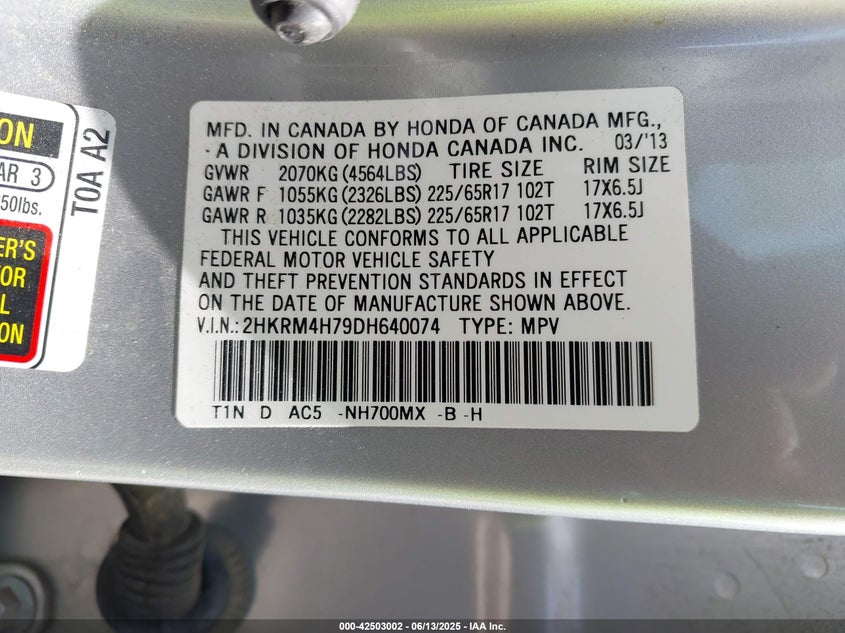 ON
AR 3
50lbs.
ER'S
TOR
L
ION
TOA A2
MFD. IN CANADA BY HONDA OF CANADA MFG.,
A DIVISION OF HONDA CANADA INC. 03/'13
GVWR 2070KG(4564LBS) TIRE SIZE RIM SIZE
GAWR F 1055KG(2326LBS) 225/65R17 102T 17X6.5J
GAWR R 1035KG(2282LBS) 225/65R17 102T 17X6.5J
THIS VEHICLE CONFORMS TO ALL APPLICABLE
FEDERAL MOTOR VEHICLE SAFETY
AND THEFT PREVENTION STANDARDS IN EFFECT
ON THE DATE OF MANUFACTURE SHOWN ABOVE.
V.I.N.: 2HKRM4H79DH640074 TYPE: MPV
T1N D AC5 -NH700MX -B -H
000-42503002 - 06/13/2025 - IAA Inc.